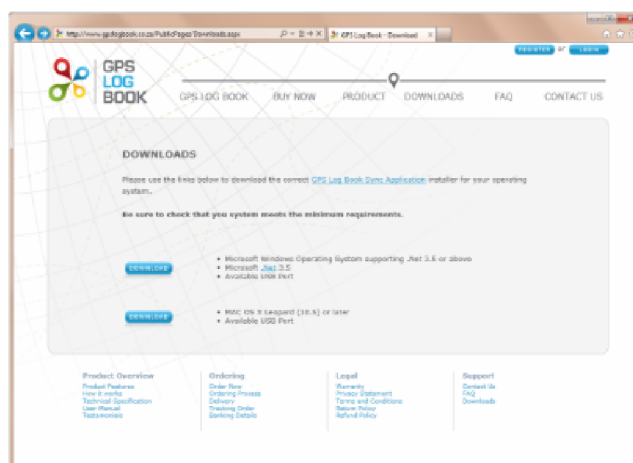 http://www.gpslogbook.co.za/PublicPages/Downloads.aspx
GPS Log Book - Download
REGISTER or LOGIN
GPS
LOG
BOOK
GPS LOG BOOK BUY NOW PRODUCT DOWNLOADS FAQ CONTACT US
DOWNLOADS
Please use the links below to download the correct GPS Log Book Sync Application installer for your operating
system.
Be sure to check that you system meets the minimum requirements.
DOWNLOAD
• Microsoft Windows Operating System supporting .Net 3.5 or above
• Microsoft .Net 3.5
• Available USB Port
DOWNLOAD
• MAC OS X Leopard (10.5) or later
• Available USB Port
Product Overview
Product Features
How it works
Technical Specification
User Manual
Testamonials
Ordering
Order Now
Ordering Process
Delivery
Tracking Order
Banking Details
Legal
Warranty
Privacy Statement
Terms and Conditions
Return Policy
Refund Policy
Support
Contact Us
FAQ
Downloads